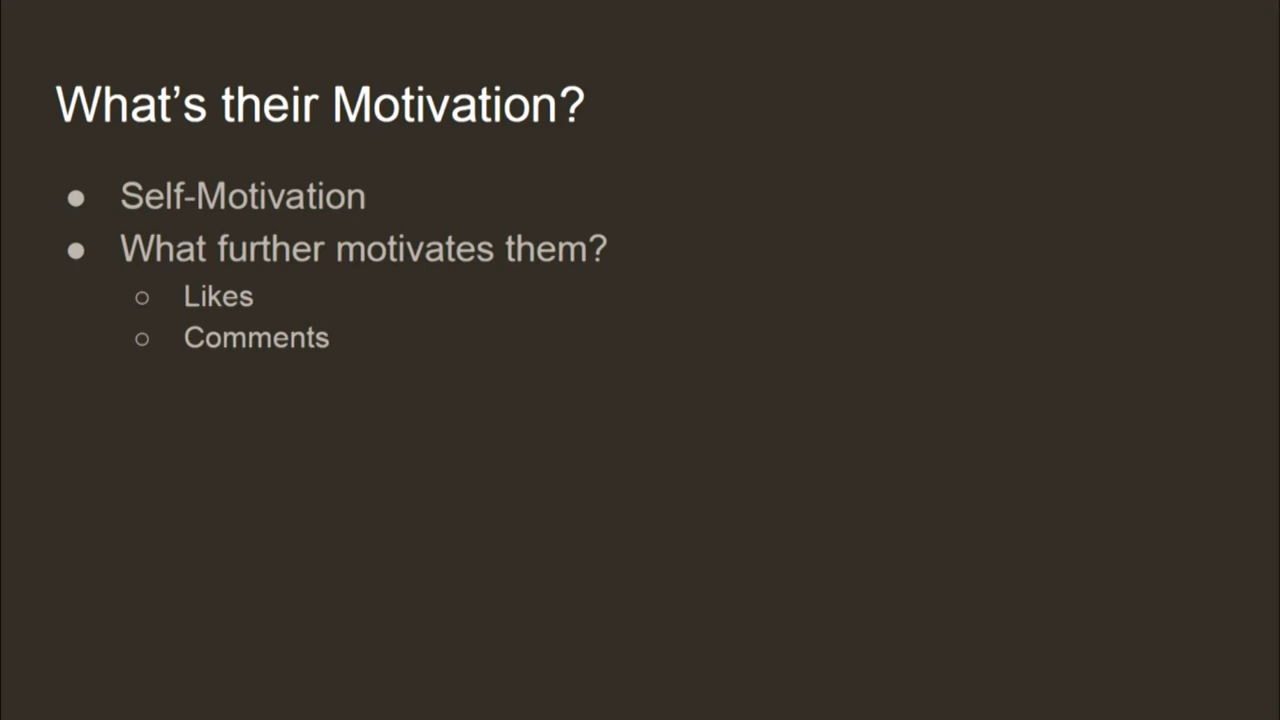 What’s their Motivation?
● Self-Motivation
● What further motivates them?
○ Likes
○ Comments